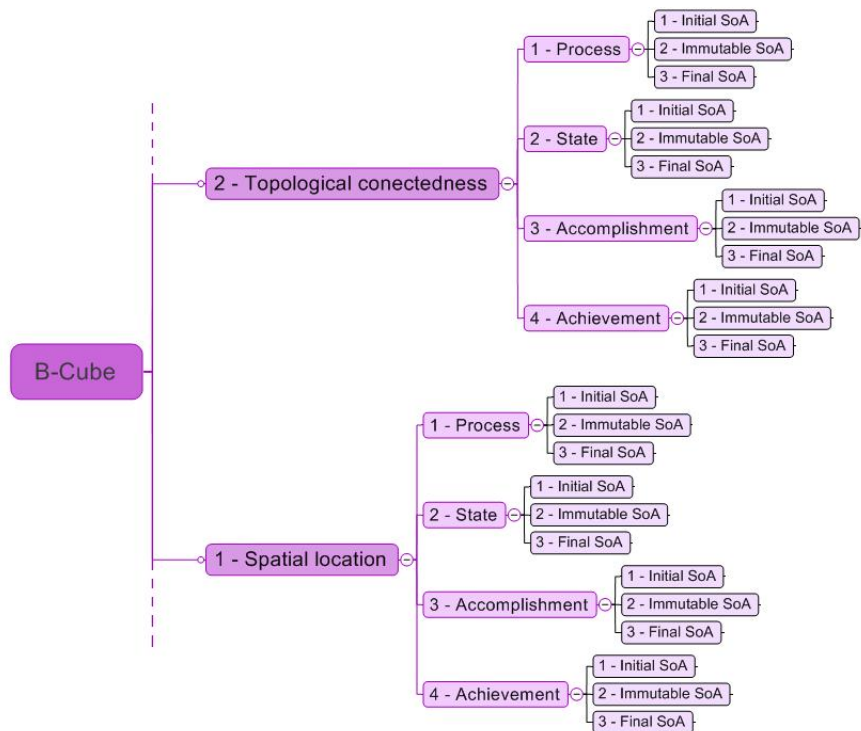 1 - Initial SoA
1 - Process
2 - Immutable SoA
3 - Final SoA
1 - Initial SoA
2 - State
2 - Immutable SoA
3 - Final SoA
2 - Topological conectedness
1 - Initial SoA
3 - Accomplishment
2 - Immutable SoA
3 - Final SoA
1 - Initial SoA
4 - Achievement
2 - Immutable SoA
3 - Final SoA
B-Cube
1 - Initial SoA
1 - Process
2 - Immutable SoA
3 - Final SoA
1 - Initial SoA
2 - State
2 - Immutable SoA
3 - Final SoA
1 - Spatial location
1 - Initial SoA
3 - Accomplishment
2 - Immutable SoA
3 - Final SoA
1 - Initial SoA
4 - Achievement
2 - Immutable SoA
3 - Final SoA